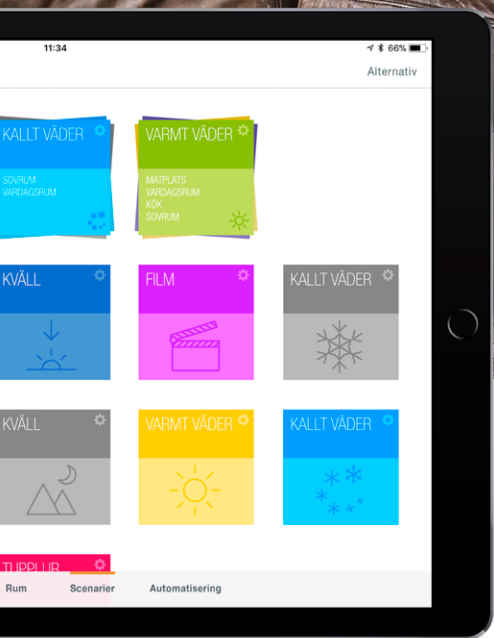 11:34
66%
Alternativ
KALLT VÄDER
SOVRUM
VARDAGSRUM
VARMT VÄDER
MATPLATS
VARDAGSRUM
KÖK
SOVRUM
KVÄLL
FILM
KALLT VÄDER
KVÄLL
VARMT VÄDER
KALLT VÄDER
TUPPLUR
Rum
Scenarier
Automatisering